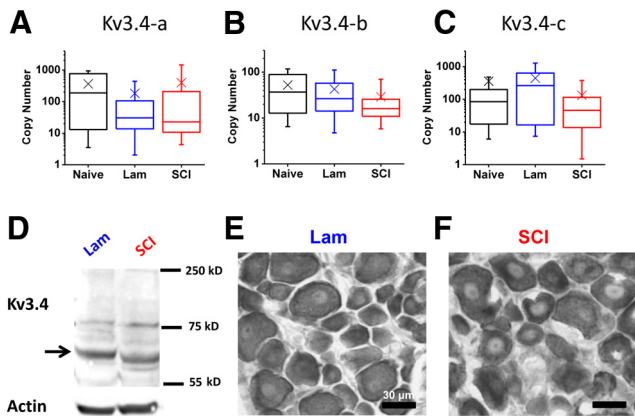 A
Kv3.4-a
Copy Number
1000
100
10
1
Naive Lam SCI
B
Kv3.4-b
Copy Number
100
10
1
Naive Lam SCI
C
Kv3.4-c
Copy Number
1000
100
10
1
Naive Lam SCI
D
Lam SCI
Kv3.4
250 kD
75 kD
55 kD
Actin
E
Lam
30 µm
F
SCI